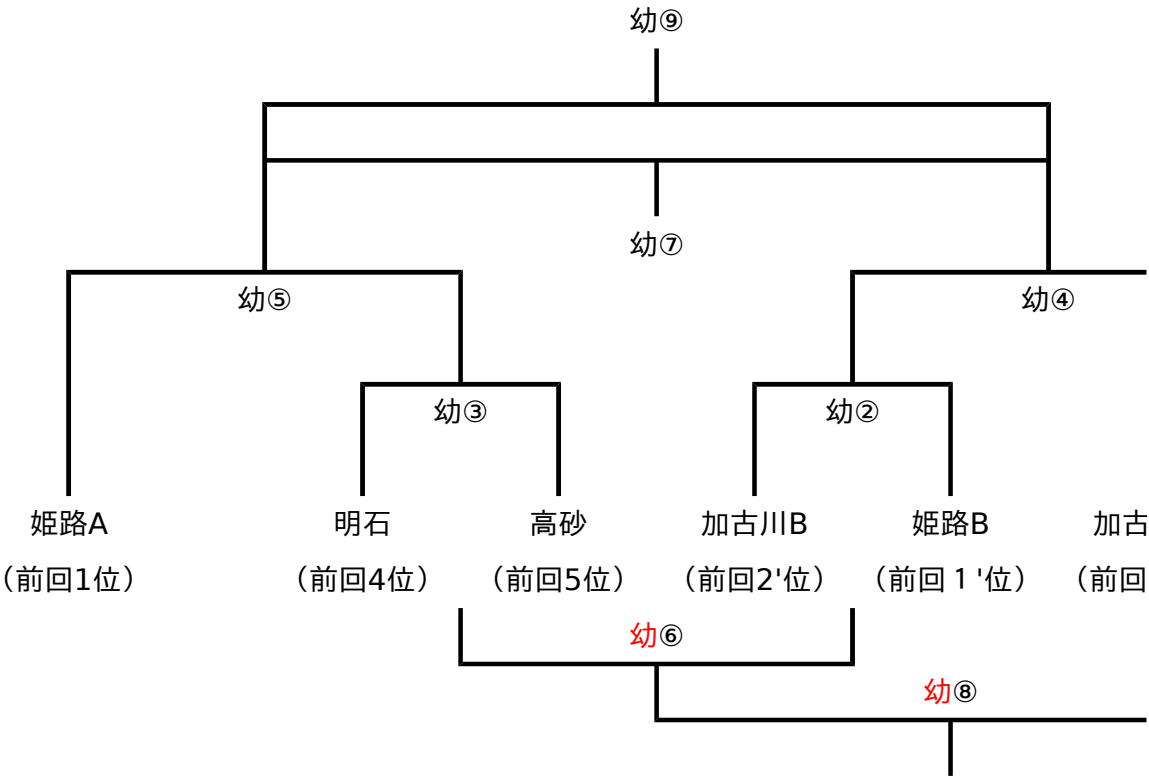 幼⑨
幼⑦
幼⑤ 幼④
幼③ 幼②
姫路A 明石 高砂 加古川B 姫路B 加古
（前回1位） （前回4位） （前回5位） （前回2'位） （前回１'位） （前回
幼⑥
幼⑧